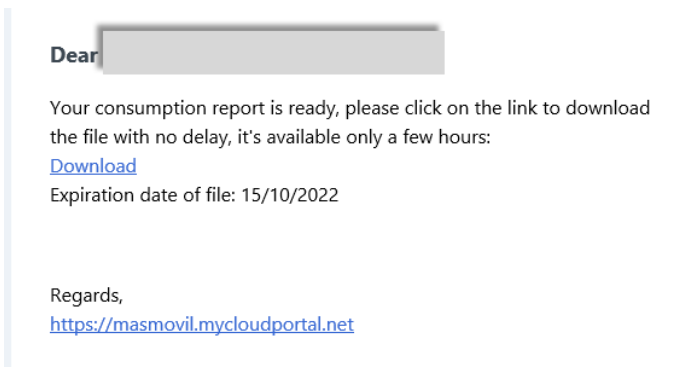 Dear
Your consumption report is ready, please click on the link to download
the file with no delay, it's available only a few hours:
Download
Expiration date of file: 15/10/2022
Regards,
https://masmovil.mycloudportal.net